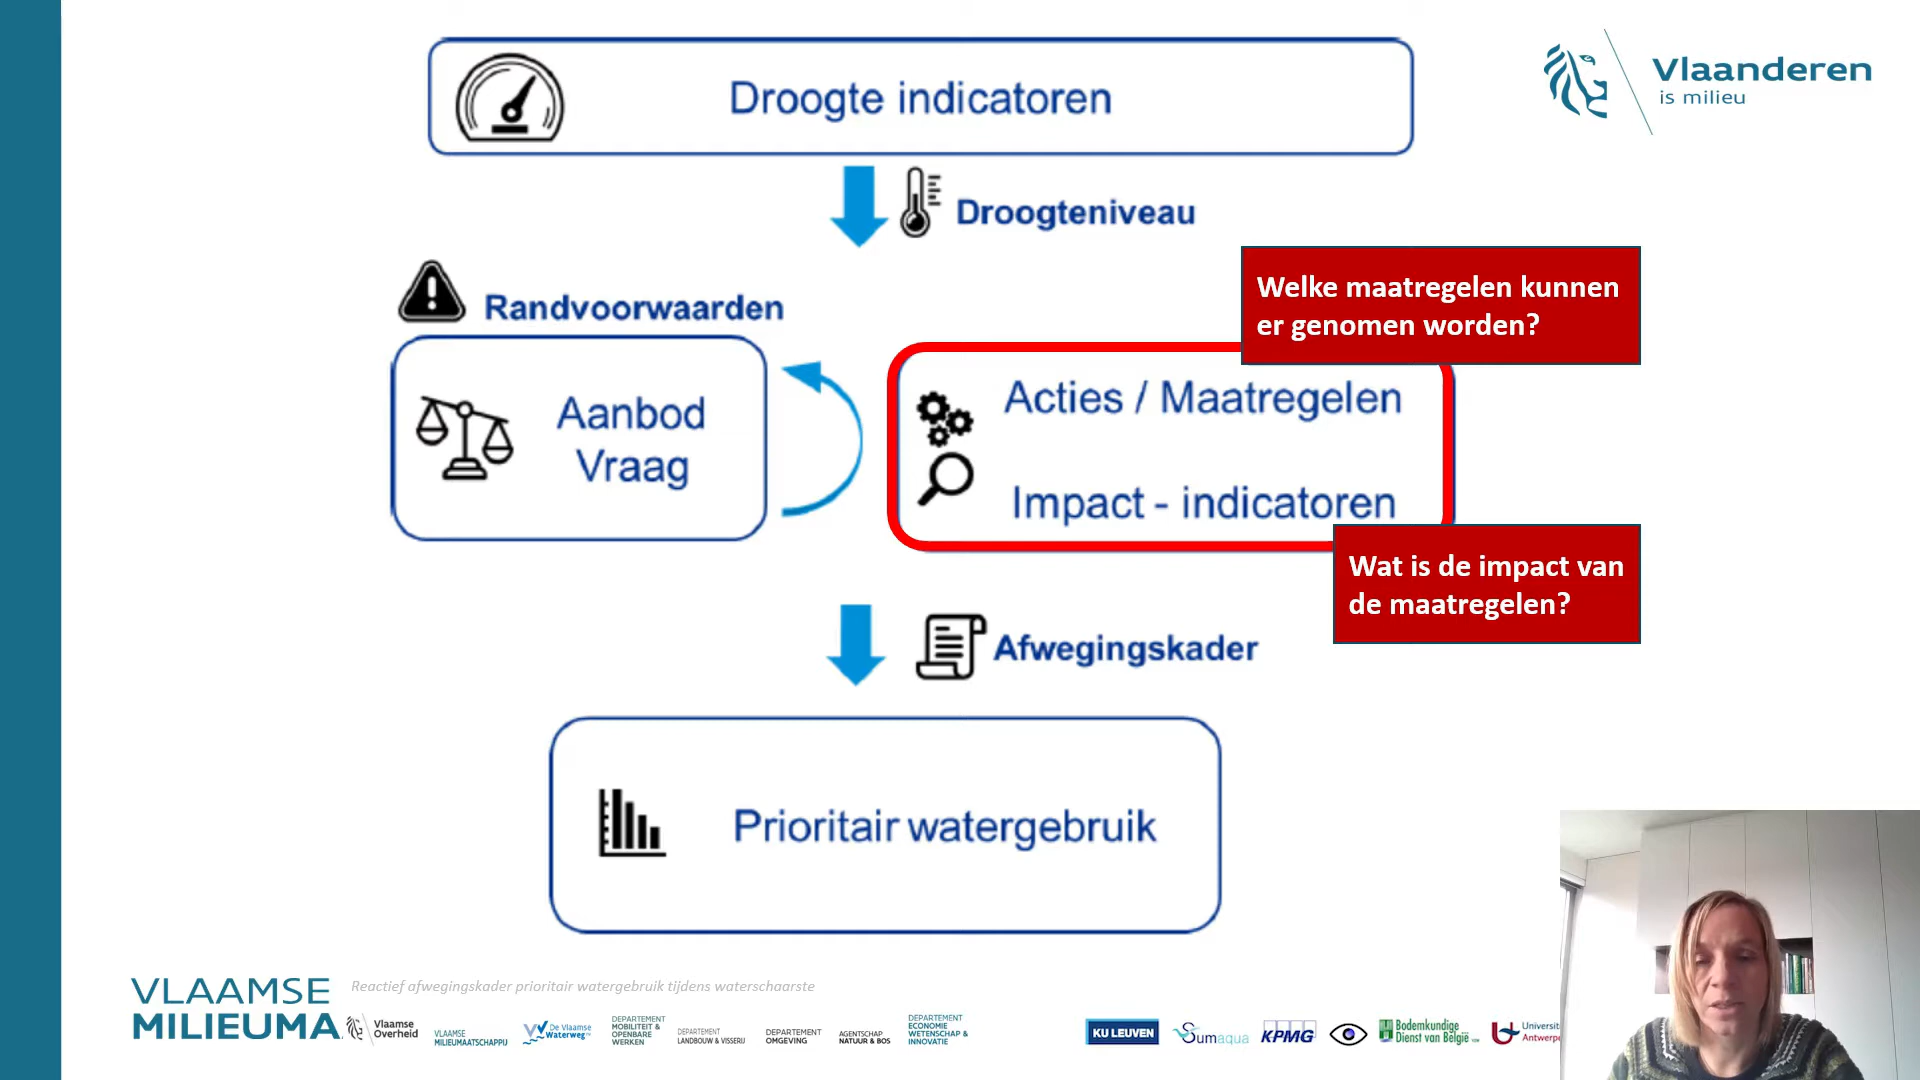 Droogte indicatoren
Vlaanderen
is milieu
Droogteniveau
Randvoorwaarden
Welke maatregelen kunnen
er genomen worden?
Aanbod
Vraag
Acties / Maatregelen
Impact - indicatoren
Wat is de impact van
de maatregelen?
Afwegingskader
Prioritair watergebruik
VLAAMSE
MILIEUMA
Reactief afwegingskader prioritair watergebruik tijdens waterschaarste
Vlaamse
Overheid
VLAAMSE
MILIEUMAATSCHAPPIJ
De Vlaamse
Waterweg
DEPARTEMENT
MOBILITEIT &
OPENBARE
WERKEN
DEPARTEMENT
LANDBOUW & VISSERIJ
DEPARTEMENT
OMGEVING
AGENTSCHAP
NATUUR & BOS
DEPARTEMENT
ECONOMIE
WETENSCHAP &
INNOVATIE
KU LEUVEN
Sumaqua
KPMG
Bodemkundige
Dienst van België
Universite
Antwerpe